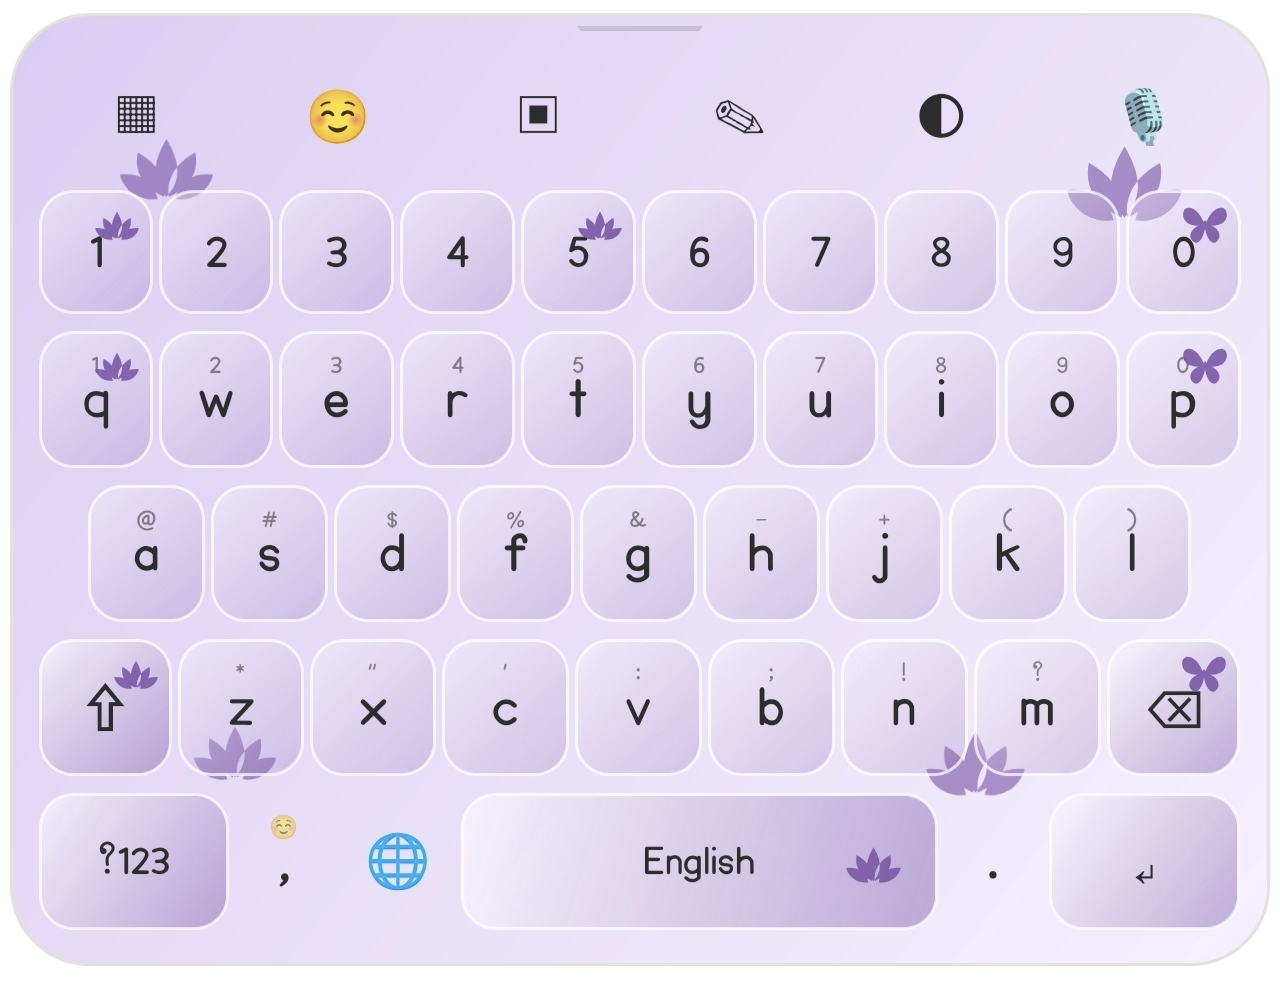 1 2 3 4 5 6 7 8 9 0
1 2 3 4 5 6 7 8 9 0
q w e r t y u i o p
@ # $ % & - + ( )
a s d f g h j k l
* " ' : ; ! ?
z x c v b n m
?123 , English .